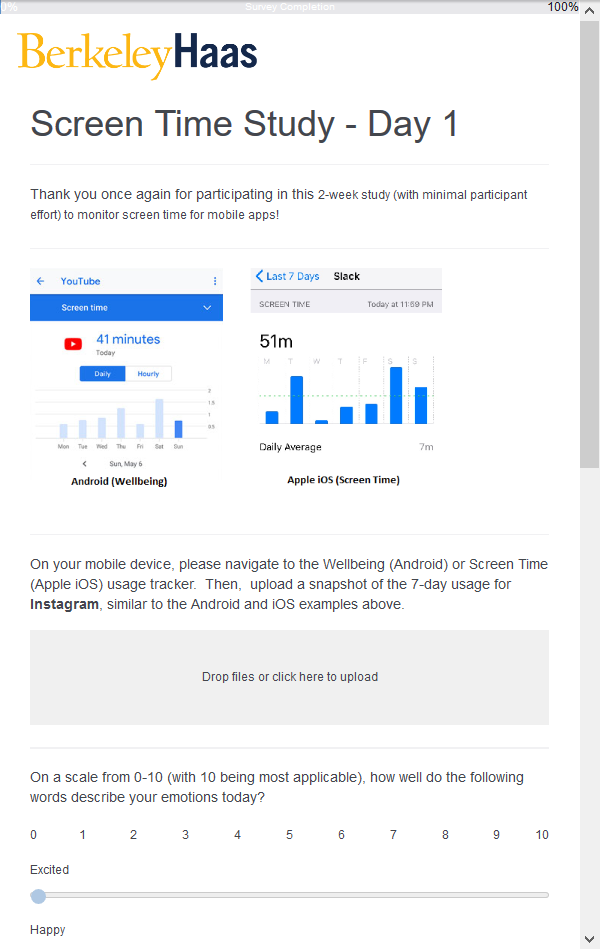 0% Survey Completion 100%
BerkeleyHaas
Screen Time Study - Day 1
Thank you once again for participating in this 2-week study (with minimal participant
effort) to monitor screen time for mobile apps!
YouTube
Screen time
41 minutes
Today
Daily Hourly
2
1.5
1
0.5
Mon Tue Wed Thu Fri Sat Sun
Sun, May 6
Android (Wellbeing)
Last 7 Days Slack
SCREEN TIME Today at 11:59 PM
51m
M T W T F S S
Daily Average 7m
Apple iOS (Screen Time)
On your mobile device, please navigate to the Wellbeing (Android) or Screen Time
(Apple iOS) usage tracker.  Then,  upload a snapshot of the 7-day usage for
Instagram, similar to the Android and iOS examples above.
Drop files or click here to upload
On a scale from 0-10 (with 10 being most applicable), how well do the following
words describe your emotions today?
0 1 2 3 4 5 6 7 8 9 10
Excited
Happy